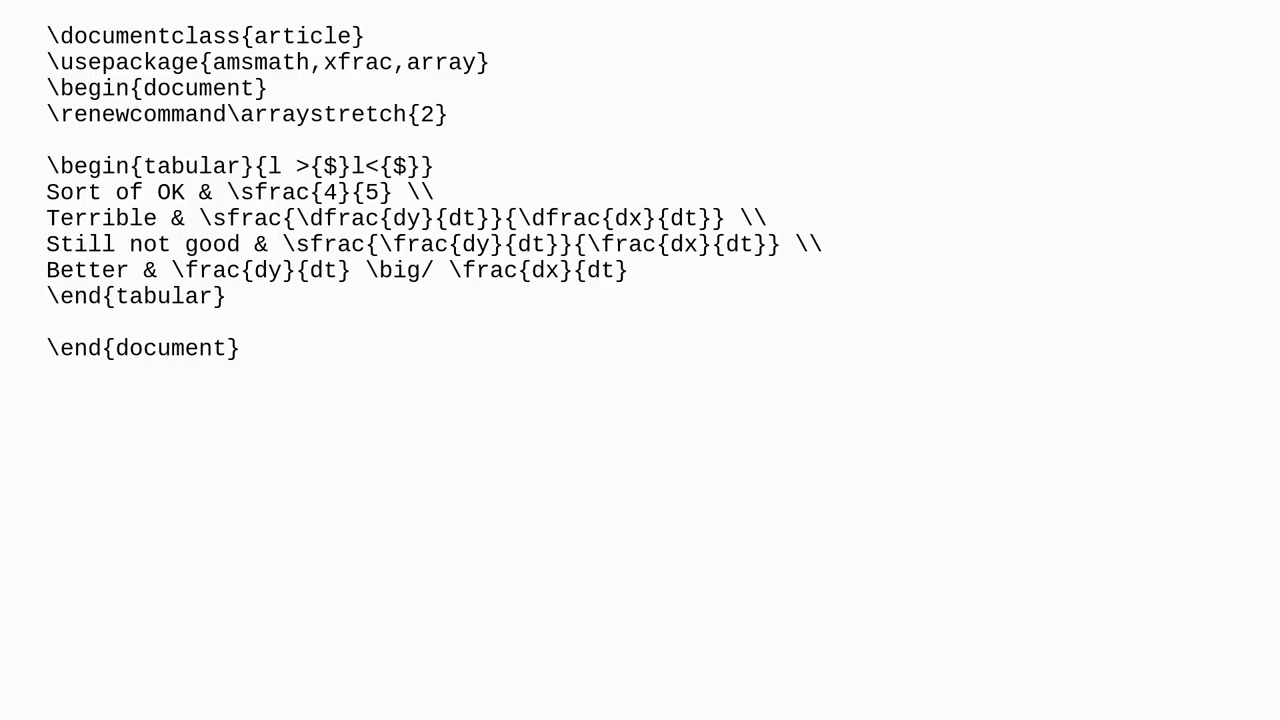 \documentclass{article}
\usepackage{amsmath,xfrac,array}
\begin{document}
\renewcommand\arraystretch{2}

\begin{tabular}{l >{$}l<{$}}
Sort of OK & \sfrac{4}{5} \\
Terrible & \sfrac{\dfrac{dy}{dt}}{\dfrac{dx}{dt}} \\
Still not good & \sfrac{\frac{dy}{dt}}{\frac{dx}{dt}} \\
Better & \frac{dy}{dt} \big/ \frac{dx}{dt}
\end{tabular}

\end{document}